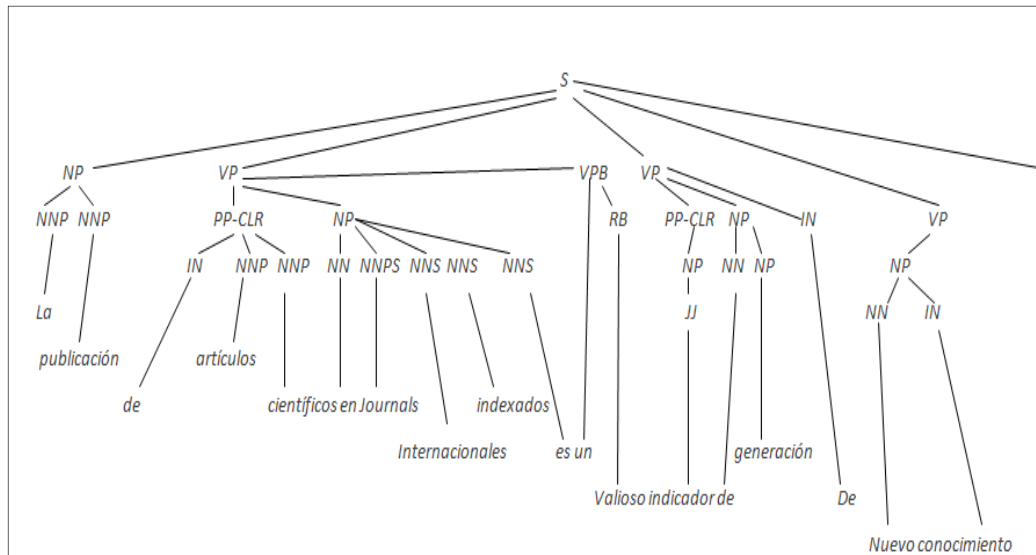 S
NP VP VPB VP
NNP NNP PP-CLR NP RB PP-CLR NP IN VP
IN NNP NNP NN NNPS NNS NNS NNS NP NN NP NP
La JJ NN IN
publicación artículos
de científicos en Journals indexados
Internacionales es un generación
Valioso indicador de De
Nuevo conocimiento